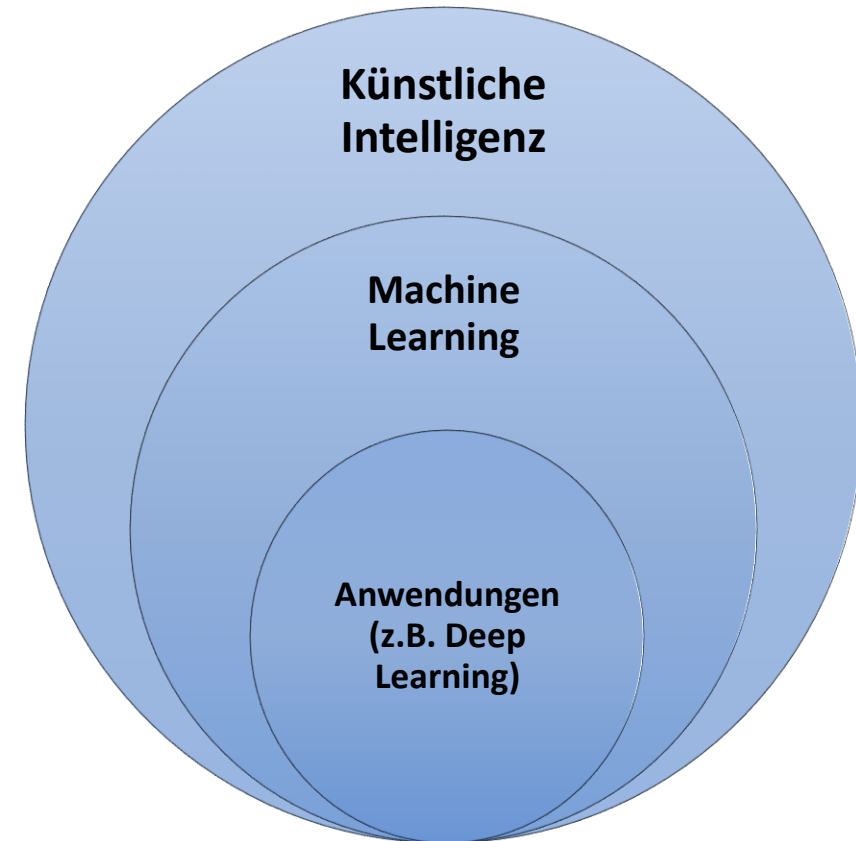 Künstliche
Intelligenz
Machine
Learning
Anwendungen
(z.B. Deep
Learning)